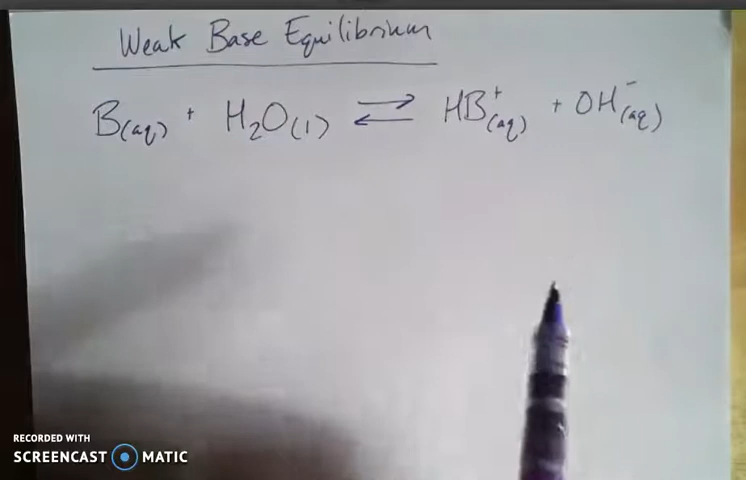 Weak Base Equilibrium
B(aq) + H₂O(l) ⇌ HB⁺(aq) + OH⁻(aq)
RECORDED WITH
SCREENCAST MATIC